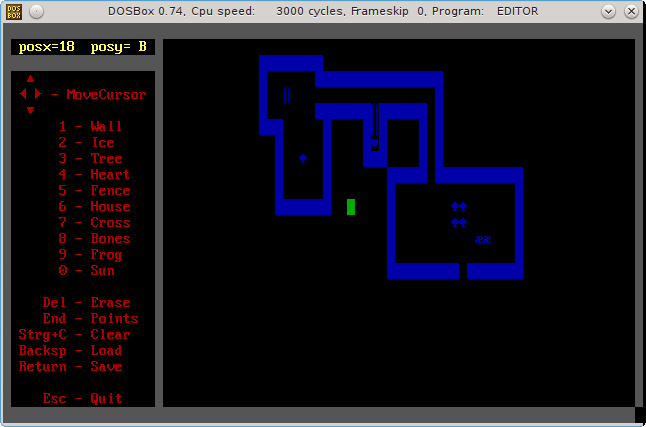 DOS BOX
DOSBox 0.74, Cpu speed: 3000 cycles, Frameskip 0, Program: EDITOR
posx=18 posy= B
- MoveCursor
1 - Wall
2 - Ice
3 - Tree
4 - Heart
5 - Fence
6 - House
7 - Cross
8 - Bones
9 - Frog
0 - Sun
Del - Erase
End - Points
Strg+C - Clear
Backsp - Load
Return - Save
Esc - Quit